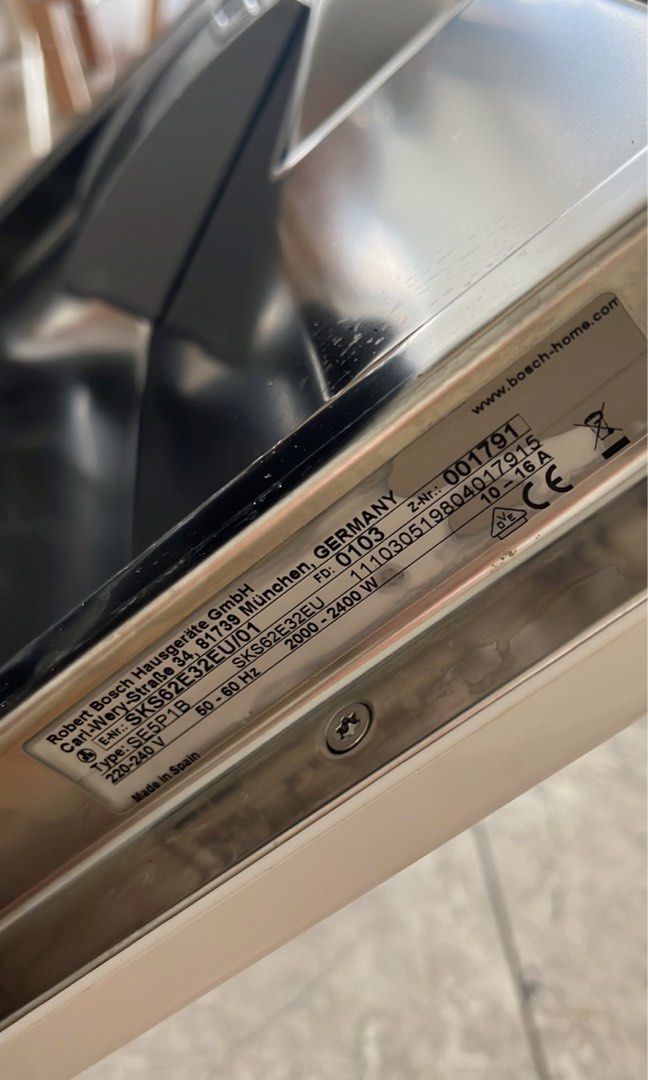 www.bosch-home.com
Robert Bosch Hausgeräte GmbH
Carl-Wery-Straße 34, 81739 München, GERMANY
E-Nr.: SKS62E32EU/01 FD: 0103 Z-Nr.: 001791
Type: SE5P1B SKS62E32EU 111030519804017915
220-240 V 50 - 60 Hz 2000 - 2400 W 10 - 16 A
Made in Spain
DVE
CE